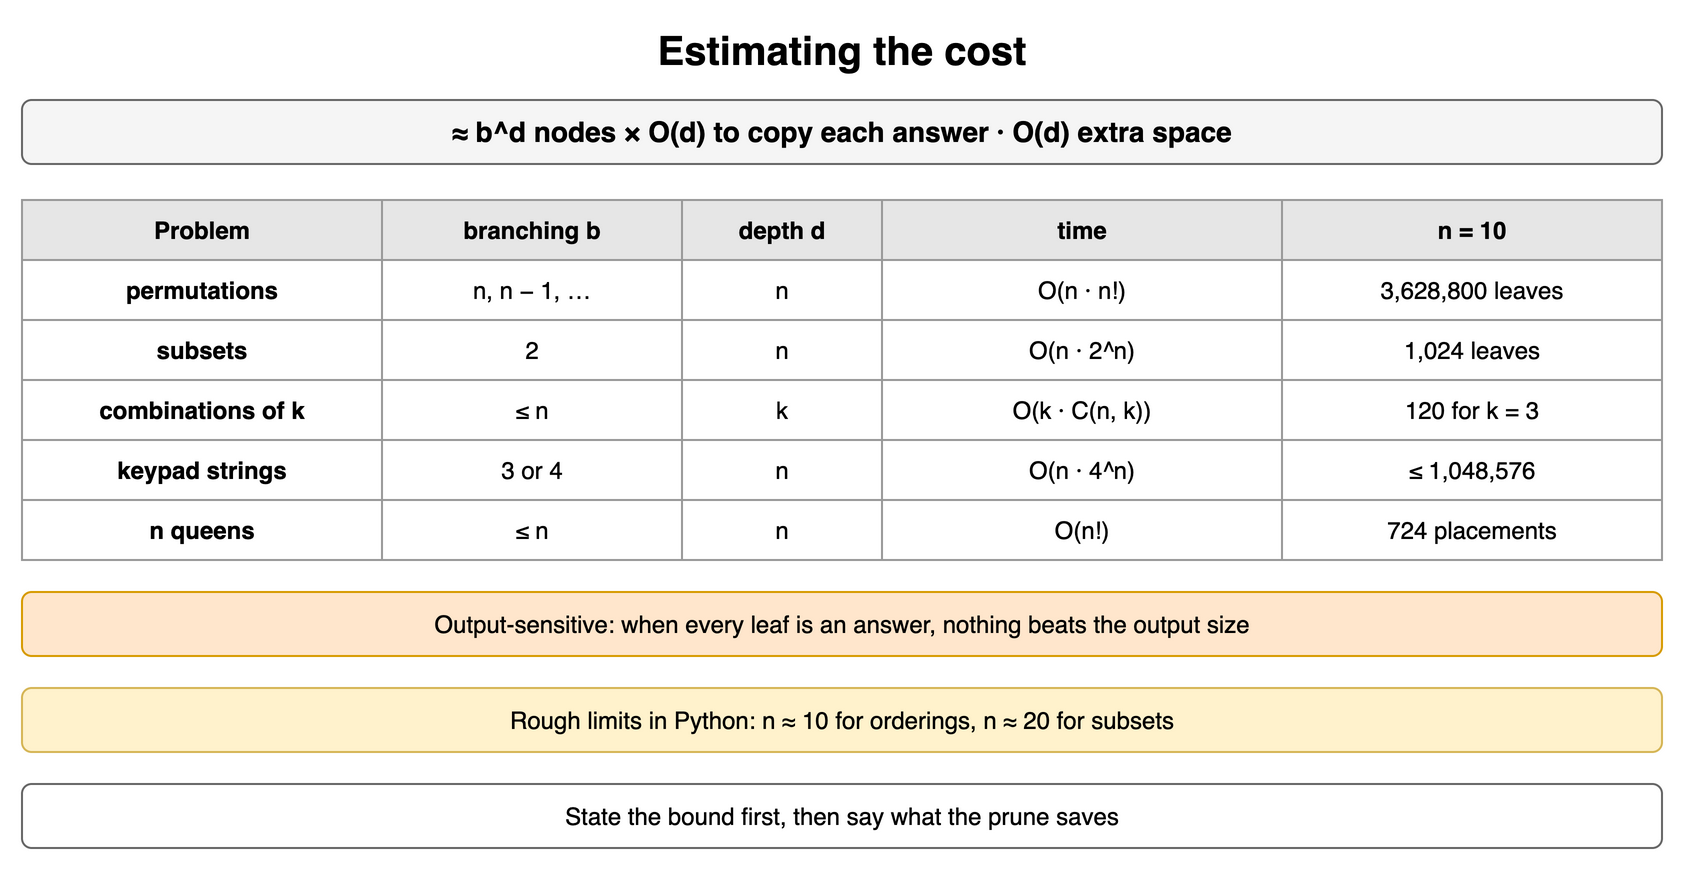 Estimating the cost
≈ b^d nodes × O(d) to copy each answer · O(d) extra space
Problem branching b depth d time n = 10
permutations n, n − 1, … n O(n · n!) 3,628,800 leaves
subsets 2 n O(n · 2^n) 1,024 leaves
combinations of k ≤ n k O(k · C(n, k)) 120 for k = 3
keypad strings 3 or 4 n O(n · 4^n) ≤ 1,048,576
n queens ≤ n n O(n!) 724 placements
Output-sensitive: when every leaf is an answer, nothing beats the output size
Rough limits in Python: n ≈ 10 for orderings, n ≈ 20 for subsets
State the bound first, then say what the prune saves